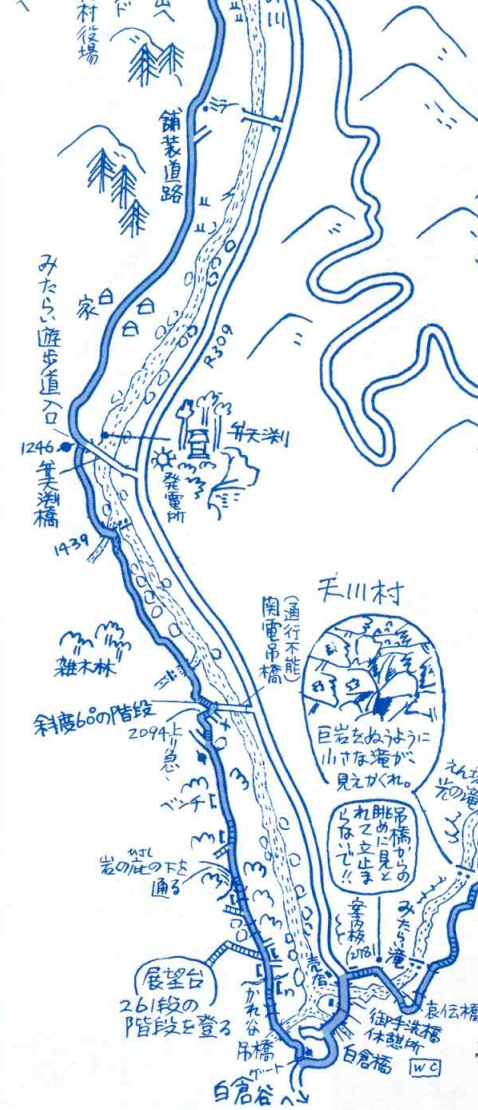 村役場
舗装道路
みたらい遊歩道入口
家
R309
1246
弁天渕橋
弁天渕
発電所
1439
天川村
(通行不能)
関電吊橋
雑木林
斜度60°の階段
2094上り急
ベンチ
ひさし
岩の庇の下を
通る
巨岩をぬうように
小さな滝が
見えかくれ。
吊橋からの
眺めに見と
れて立止ま
らないで!!
光の滝
案内板
2781
みたらい滝
売店
展望台
261段の
階段を登る
かれ谷
吊橋
ゲート
哀伝橋
御手洗橋
休憩所
白倉橋
WC
白倉谷へ